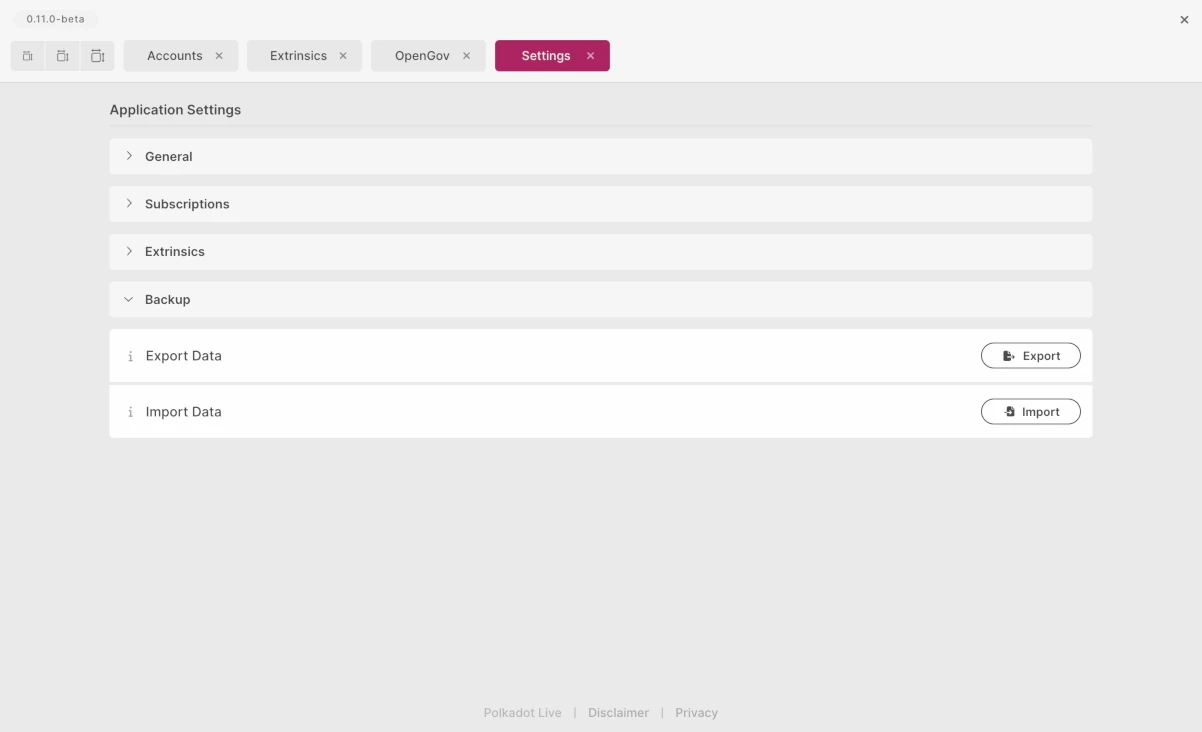 0.11.0-beta
Accounts Extrinsics OpenGov Settings
Application Settings
General
Subscriptions
Extrinsics
Backup
Export Data Export
Import Data Import
Polkadot Live | Disclaimer | Privacy